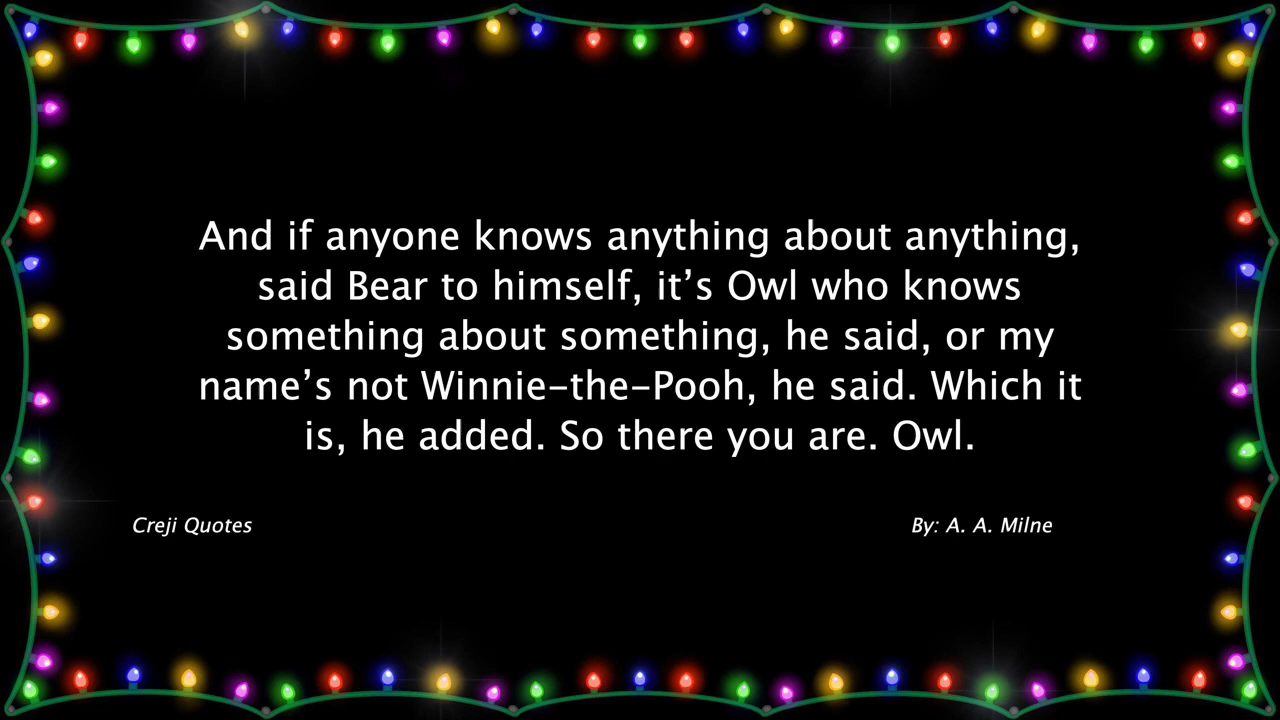 And if anyone knows anything about anything,
said Bear to himself, it’s Owl who knows
something about something, he said, or my
name’s not Winnie-the-Pooh, he said. Which it
is, he added. So there you are. Owl.
Creji Quotes
By: A. A. Milne